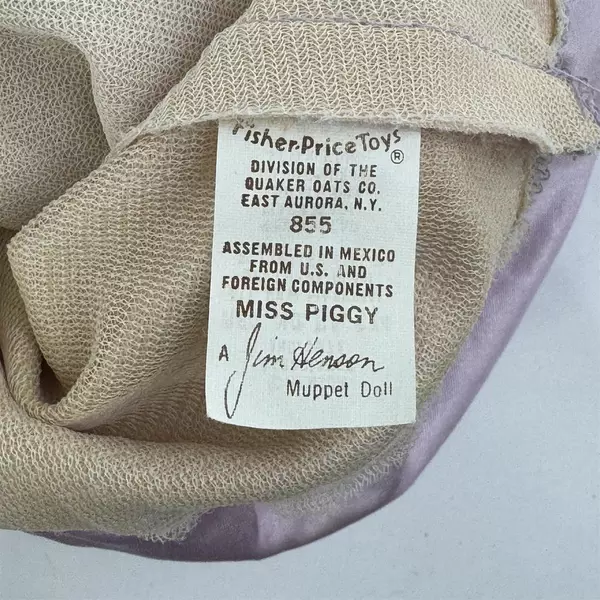 Fisher-Price Toys®
DIVISION OF THE
QUAKER OATS CO.
EAST AURORA, N.Y.
855
ASSEMBLED IN MEXICO
FROM U.S. AND
FOREIGN COMPONENTS
MISS PIGGY
A Jim Henson
Muppet Doll